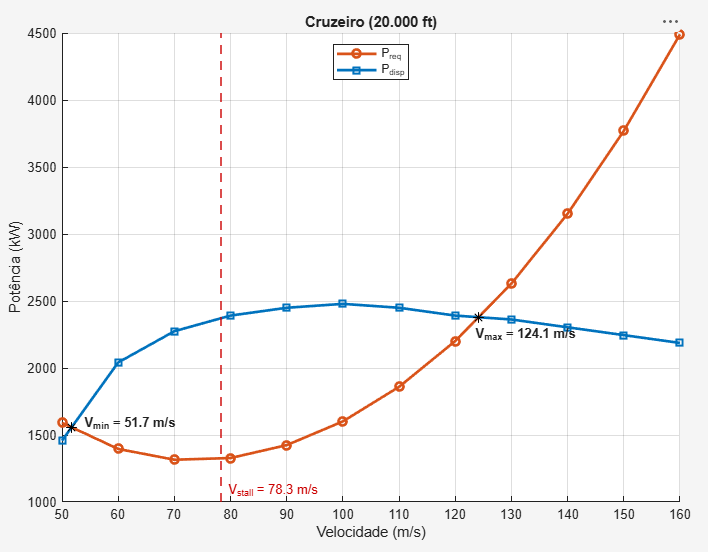 Cruzeiro (20.000 ft)
4500
P_req
P_disp
4000
3500
3000
Potência (kW)
2500
V_max = 124.1 m/s
2000
V_min = 51.7 m/s
1500
V_stall = 78.3 m/s
1000
50 60 70 80 90 100 110 120 130 140 150 160
Velocidade (m/s)